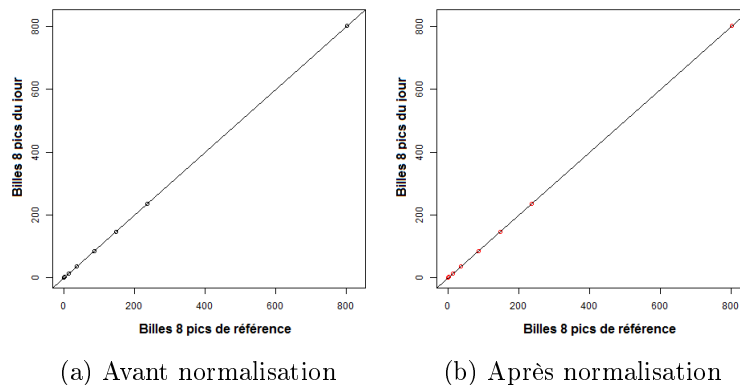 800
600
400
200
0
Billes 8 pics du jour
0 200 400 600 800
Billes 8 pics de référence
(a) Avant normalisation
800
600
400
200
0
Billes 8 pics du jour
0 200 400 600 800
Billes 8 pics de référence
(b) Après normalisation